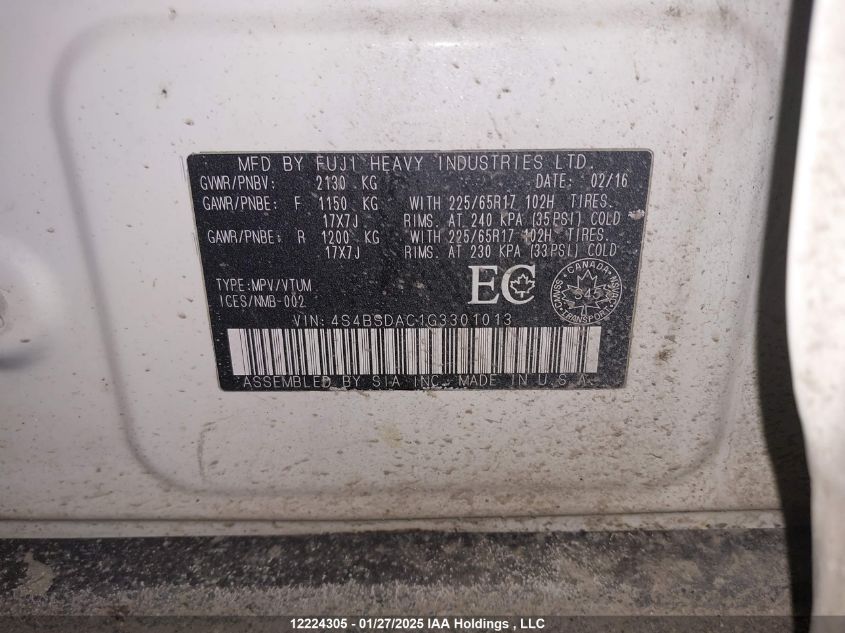 MFD BY FUJI HEAVY INDUSTRIES LTD.
GVWR/PNBV: 2130 KG DATE: 02/16
GAWR/PNBE: F 1150 KG WITH 225/65R17 102H TIRES.
17X7J RIMS. AT 240 KPA (35PSI) COLD
GAWR/PNBE: R 1200 KG WITH 225/65R17 102H TIRES.
17X7J RIMS. AT 230 KPA (33PSI) COLD
TYPE:MPV/VTUM
ICES/NMB-002
EC
CANADA
545
TRANSPORT
VIN:4S4BSDAC1G3301013
ASSEMBLED BY SIA INC. MADE IN U.S.A.
12224305 - 01/27/2025 IAA Holdings , LLC